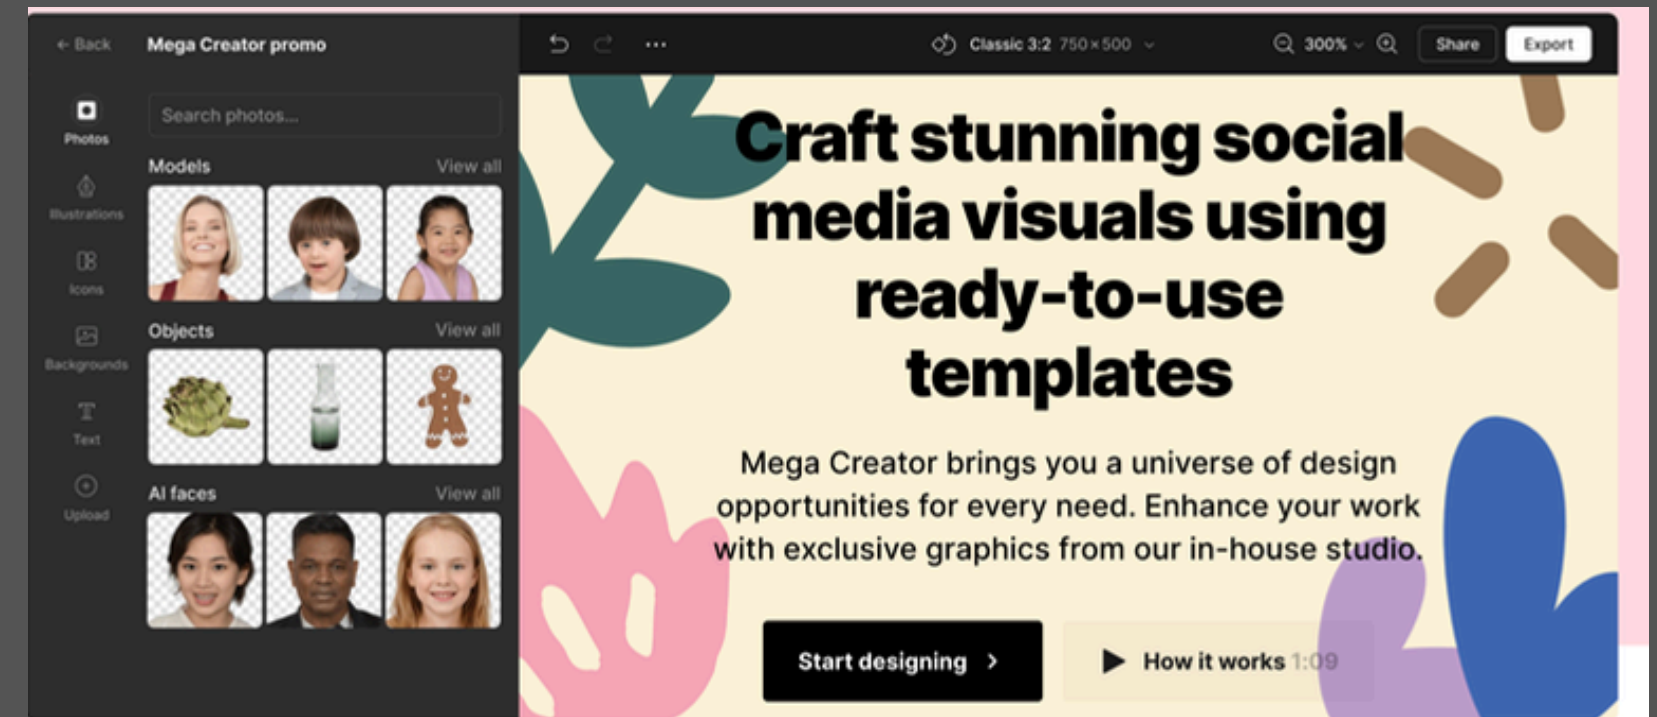 ← Back
Mega Creator promo
Classic 3:2 750×500
300%
Share
Export
Photos
Illustrations
Icons
Backgrounds
Text
Upload
Search photos...
Models View all
Objects View all
AI faces View all
Craft stunning social
media visuals using
ready-to-use
templates
Mega Creator brings you a universe of design
opportunities for every need. Enhance your work
with exclusive graphics from our in-house studio.
Start designing
How it works 1:09